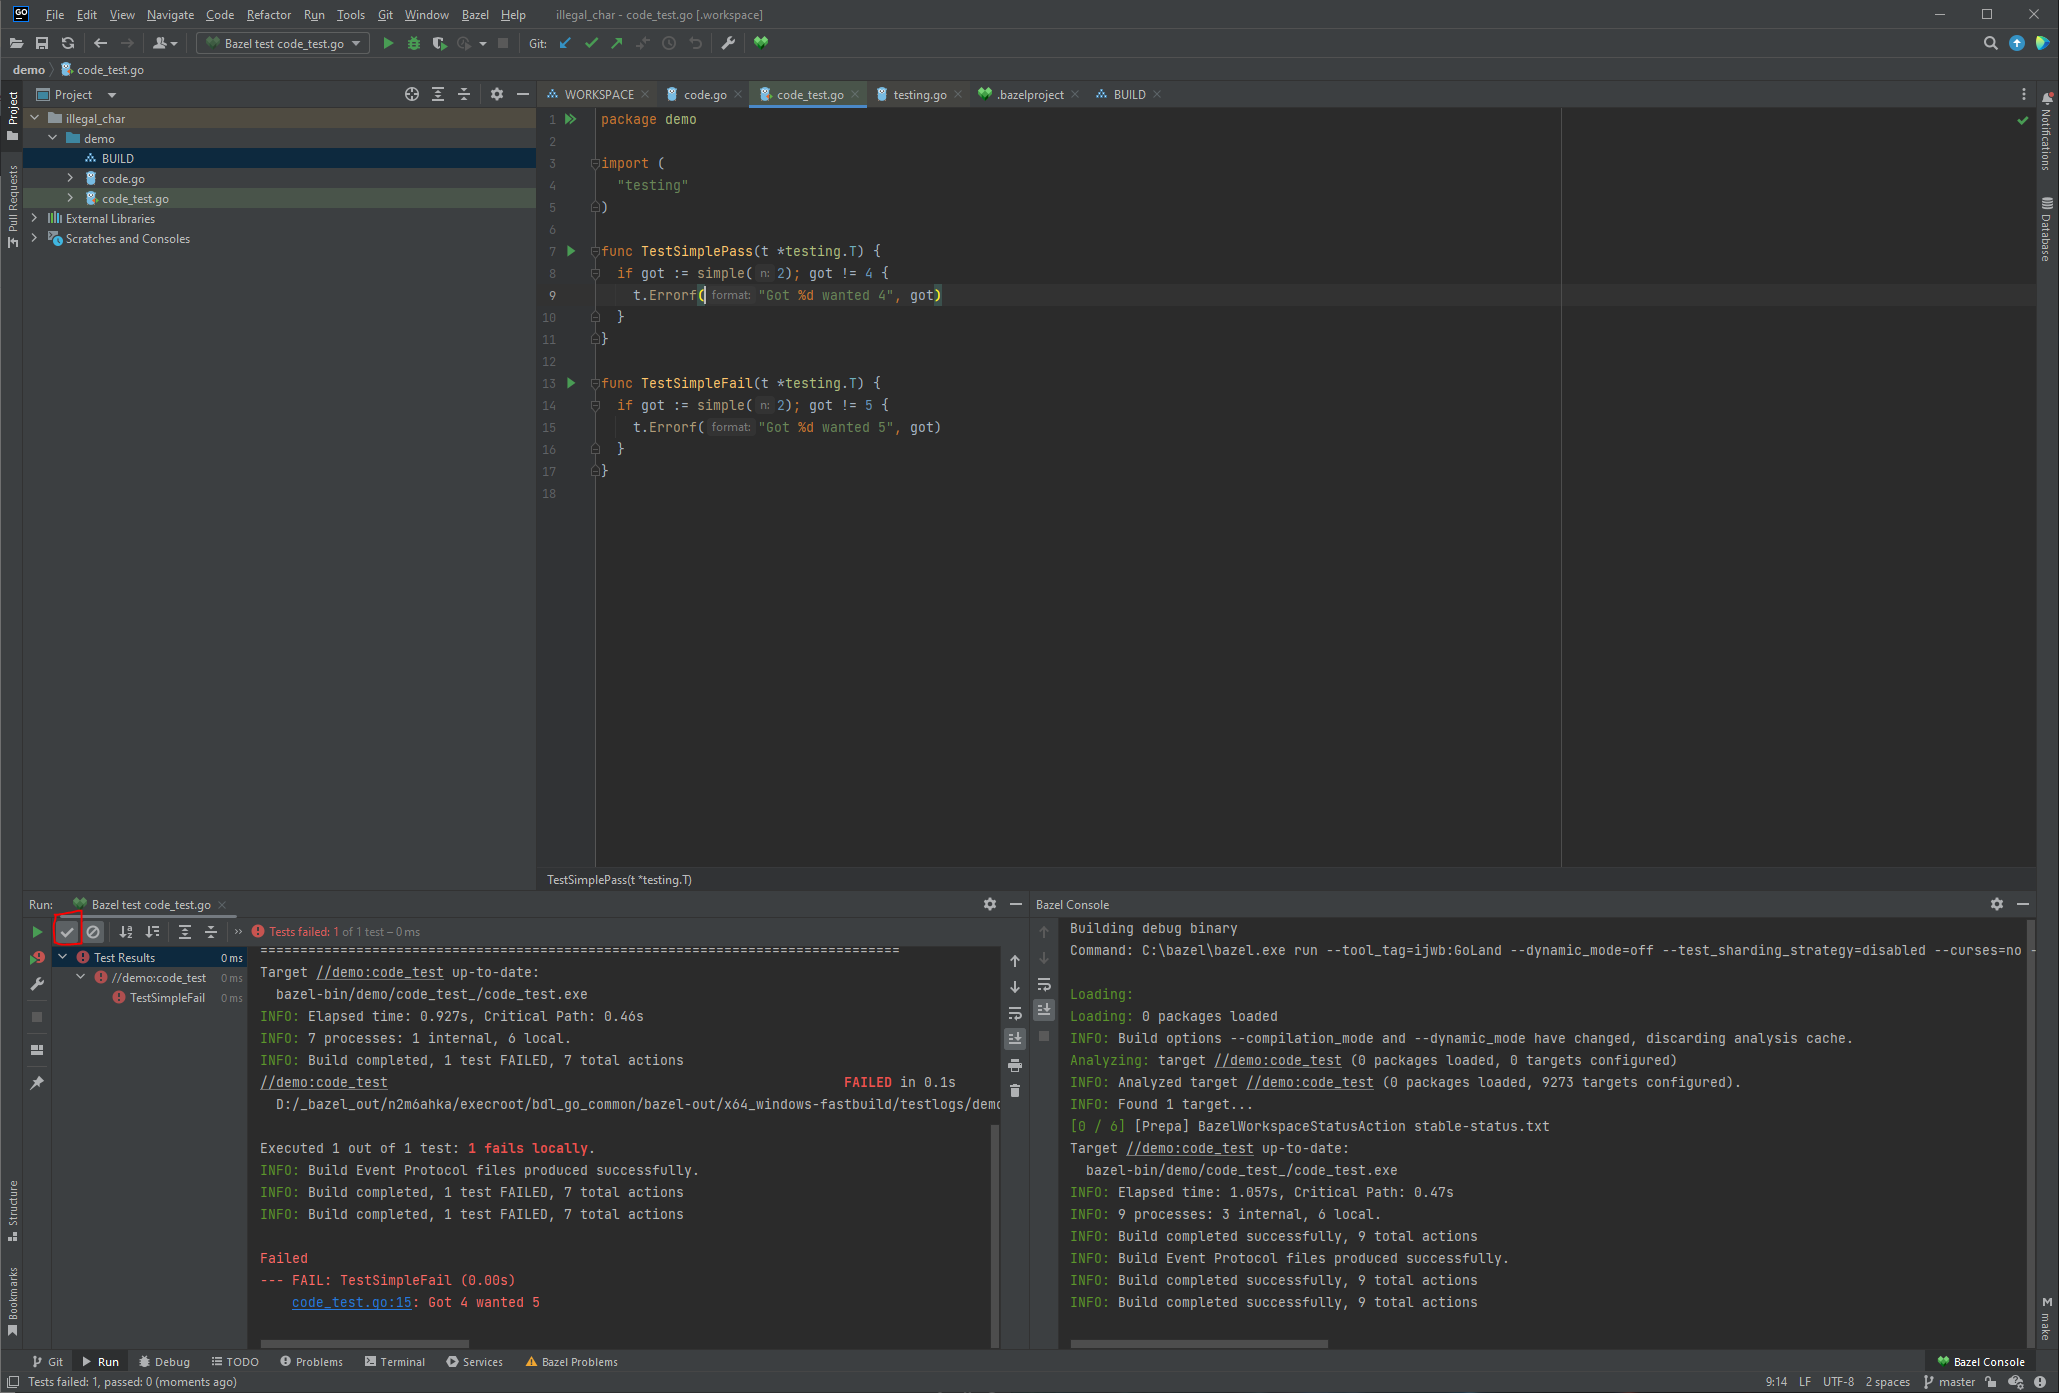 GO File Edit View Navigate Code Refactor Run Tools Git Window Bazel Help illegal_char - code_test.go [.workspace]
Bazel test code_test.go Git:
demo code_test.go
Project
WORKSPACE code.go code_test.go testing.go .bazelproject BUILD
Project
Pull Requests
illegal_char
demo
BUILD
code.go
code_test.go
External Libraries
Scratches and Consoles
1 package demo
2
3 import (
4 "testing"
5 )
6
7 func TestSimplePass(t *testing.T) {
8 if got := simple( n: 2); got != 4 {
9 t.Errorf( format: "Got %d wanted 4", got)
10 }
11 }
12
13 func TestSimpleFail(t *testing.T) {
14 if got := simple( n: 2); got != 5 {
15 t.Errorf( format: "Got %d wanted 5", got)
16 }
17 }
18
Notifications
Database
TestSimplePass(t *testing.T)
Run: Bazel test code_test.go
» Tests failed: 1 of 1 test – 0 ms
Test Results 0 ms
//demo:code_test 0 ms
TestSimpleFail 0 ms
================================================================================
Target //demo:code_test up-to-date:
bazel-bin/demo/code_test_/code_test.exe
INFO: Elapsed time: 0.927s, Critical Path: 0.46s
INFO: 7 processes: 1 internal, 6 local.
INFO: Build completed, 1 test FAILED, 7 total actions
//demo:code_test FAILED in 0.1s
D:/_bazel_out/n2m6ahka/execroot/bdl_go_common/bazel-out/x64_windows-fastbuild/testlogs/demo
Executed 1 out of 1 test: 1 fails locally.
INFO: Build Event Protocol files produced successfully.
INFO: Build completed, 1 test FAILED, 7 total actions
INFO: Build completed, 1 test FAILED, 7 total actions
Failed
--- FAIL: TestSimpleFail (0.00s)
code_test.go:15: Got 4 wanted 5
Bazel Console
Building debug binary
Command: C:\bazel\bazel.exe run --tool_tag=ijwb:GoLand --dynamic_mode=off --test_sharding_strategy=disabled --curses=no -
Loading:
Loading: 0 packages loaded
INFO: Build options --compilation_mode and --dynamic_mode have changed, discarding analysis cache.
Analyzing: target //demo:code_test (0 packages loaded, 0 targets configured)
INFO: Analyzed target //demo:code_test (0 packages loaded, 9273 targets configured).
INFO: Found 1 target...
[0 / 6] [Prepa] BazelWorkspaceStatusAction stable-status.txt
Target //demo:code_test up-to-date:
bazel-bin/demo/code_test_/code_test.exe
INFO: Elapsed time: 1.057s, Critical Path: 0.47s
INFO: 9 processes: 3 internal, 6 local.
INFO: Build completed successfully, 9 total actions
INFO: Build Event Protocol files produced successfully.
INFO: Build completed successfully, 9 total actions
INFO: Build completed successfully, 9 total actions
Structure
Bookmarks
M make
Git Run Debug TODO Problems Terminal Services Bazel Problems Bazel Console
Tests failed: 1, passed: 0 (moments ago) 9:14 LF UTF-8 2 spaces master